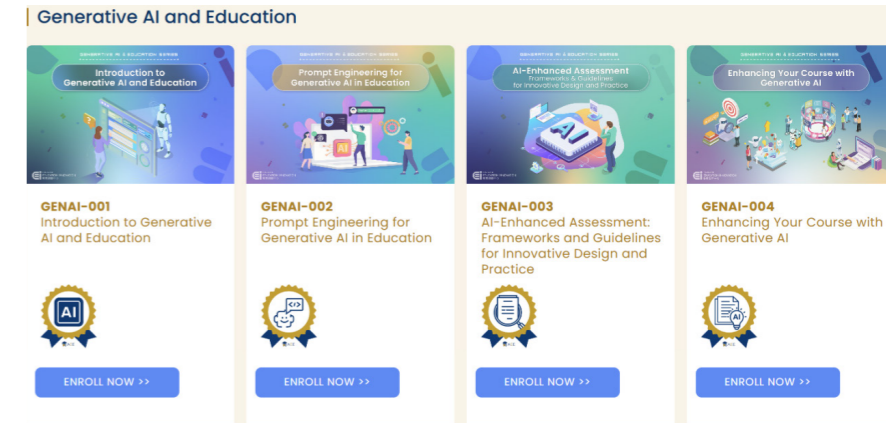 Generative AI and Education
GENERATIVE AI & EDUCATION SERIES
Introduction to
Generative AI and Education
GENERATIVE AI & EDUCATION SERIES
Prompt Engineering for
Generative AI in Education
GENERATIVE AI & EDUCATION SERIES
AI-Enhanced Assessment
Frameworks & Guidelines
for Innovative Design and Practice
GENERATIVE AI & EDUCATION SERIES
Enhancing Your Course with
Generative AI
AI
AI
GENAI-001
Introduction to Generative
AI and Education
AI
ENROLL NOW >>
GENAI-002
Prompt Engineering for
Generative AI in Education
</>
ENROLL NOW >>
GENAI-003
AI-Enhanced Assessment:
Frameworks and Guidelines
for Innovative Design and
Practice
ENROLL NOW >>
GENAI-004
Enhancing Your Course with
Generative AI
AI
ENROLL NOW >>